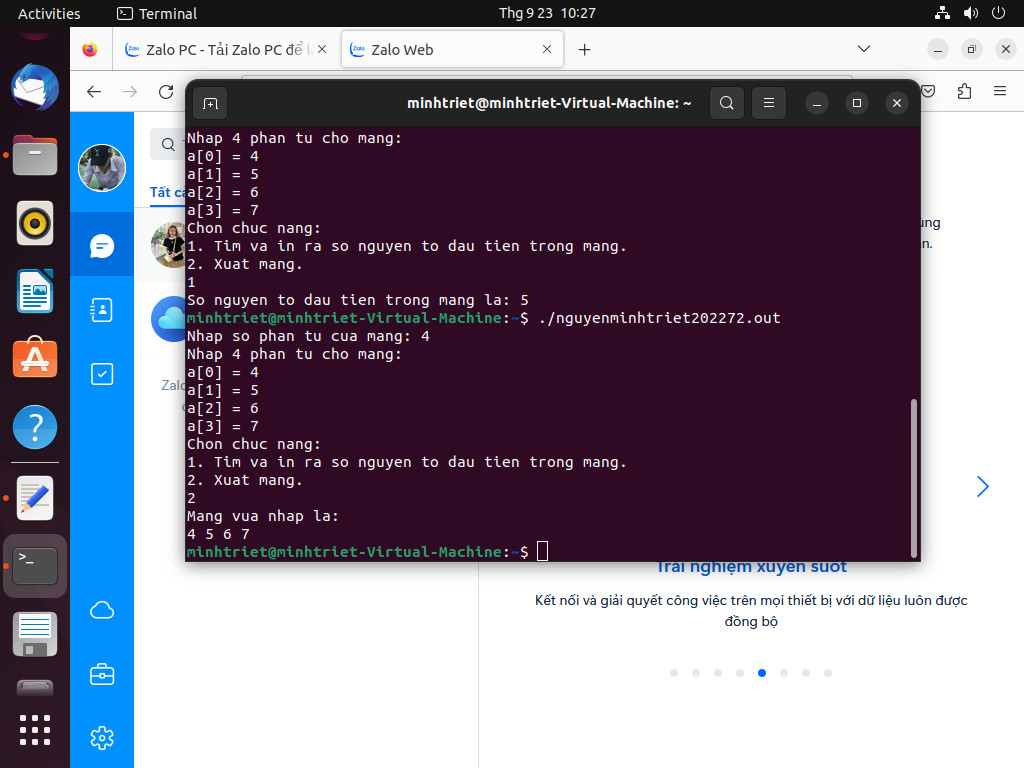 Activities
Terminal
Thg 9 23 10:27
Zalo PC - Tải Zalo PC để
Zalo Web
minhtriet@minhtriet-Virtual-Machine: ~
Nhap 4 phan tu cho mang:
a[0] = 4
a[1] = 5
a[2] = 6
a[3] = 7
Chon chuc nang:
1. Tim va in ra so nguyen to dau tien trong mang.
2. Xuat mang.
1
So nguyen to dau tien trong mang la: 5
minhtriet@minhtriet-Virtual-Machine:~$ ./nguyenminhtriet202272.out
Nhap so phan tu cua mang: 4
Nhap 4 phan tu cho mang:
a[0] = 4
a[1] = 5
a[2] = 6
a[3] = 7
Chon chuc nang:
1. Tim va in ra so nguyen to dau tien trong mang.
2. Xuat mang.
2
Mang vua nhap la:
4 5 6 7
minhtriet@minhtriet-Virtual-Machine:~$
Tất
Trải nghiệm xuyên suốt
Kết nối và giải quyết công việc trên mọi thiết bị với dữ liệu luôn được
đồng bộ